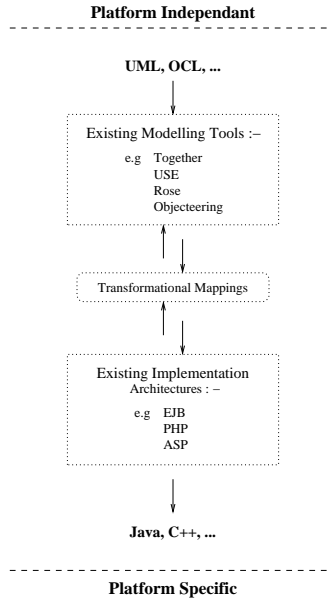 Platform Independant
UML, OCL, ...
Existing Modelling Tools :–
e.g Together
USE
Rose
Objecteering
Transformational Mappings
Existing Implementation
Architectures : –
e.g EJB
PHP
ASP
Java, C++, ...
Platform Specific